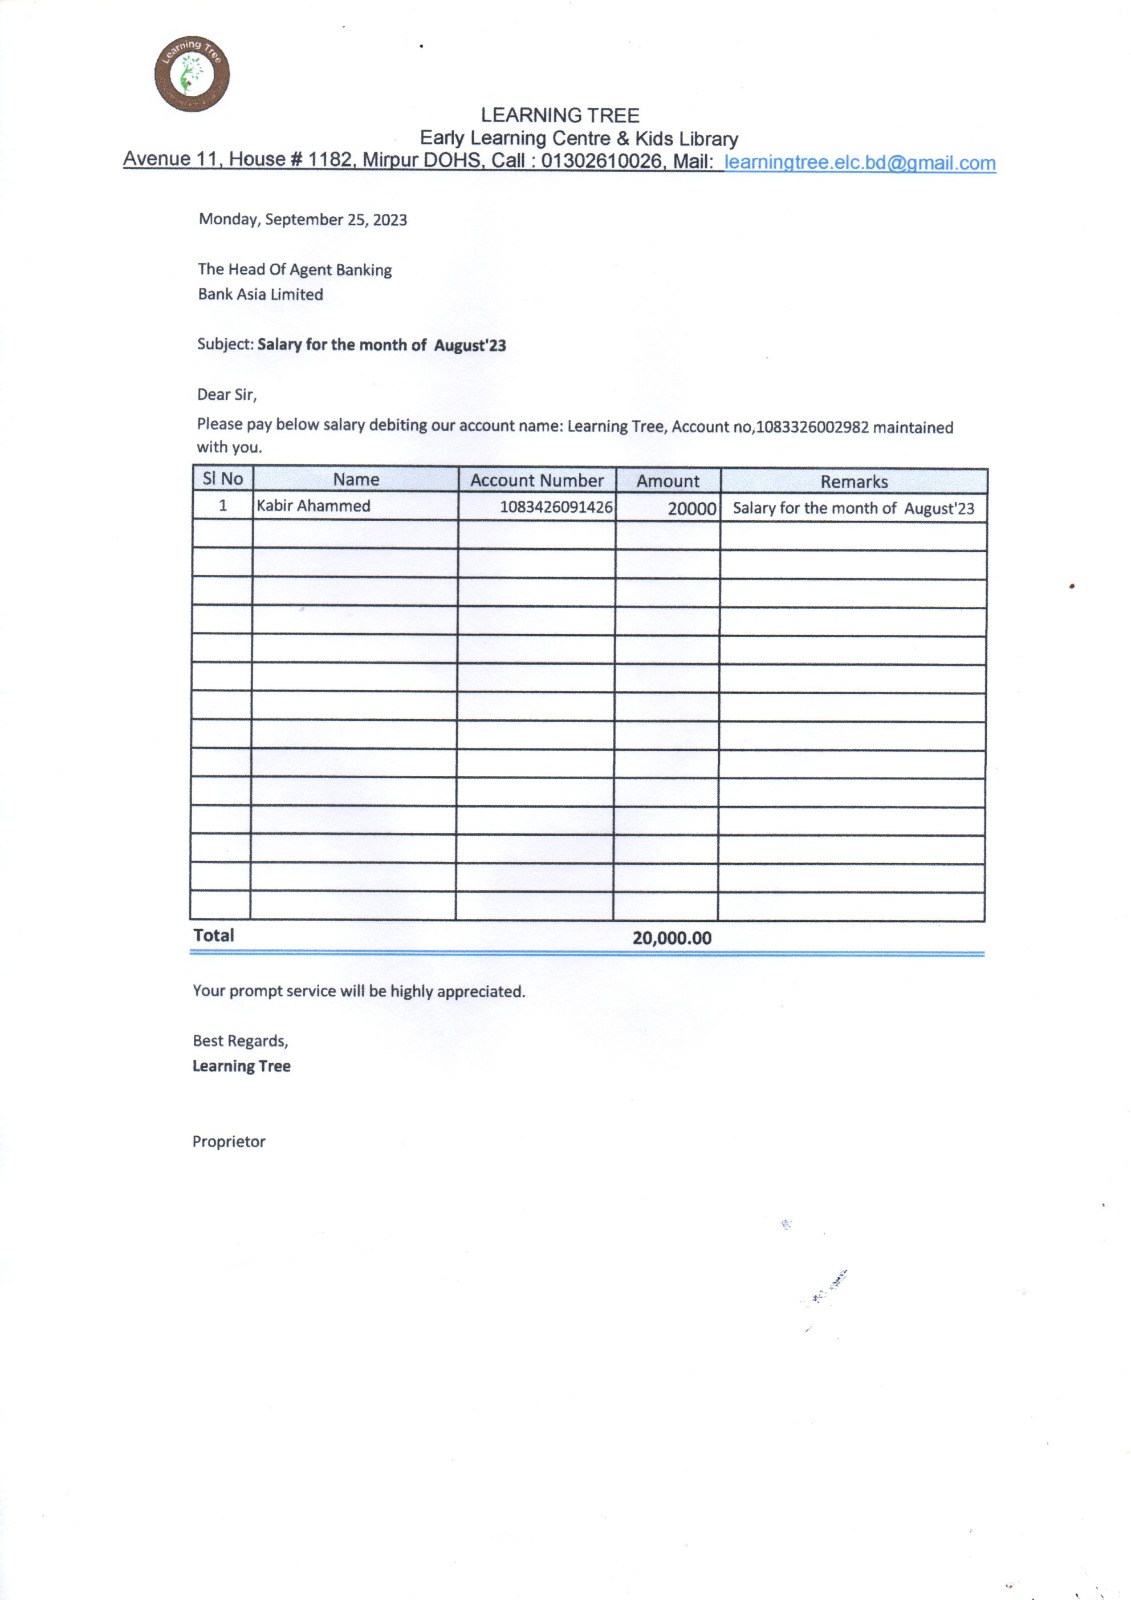 Learning Tree
LEARNING TREE
Early Learning Centre & Kids Library
Avenue 11, House # 1182, Mirpur DOHS, Call : 01302610026, Mail: learningtree.elc.bd@gmail.com
Monday, September 25, 2023
The Head Of Agent Banking
Bank Asia Limited
Subject: Salary for the month of August'23
Dear Sir,
Please pay below salary debiting our account name: Learning Tree, Account no,1083326002982 maintained
with you.
Sl No Name Account Number Amount Remarks
1 Kabir Ahammed 1083426091426 20000 Salary for the month of August'23
Total 20,000.00
Your prompt service will be highly appreciated.
Best Regards,
Learning Tree
Proprietor